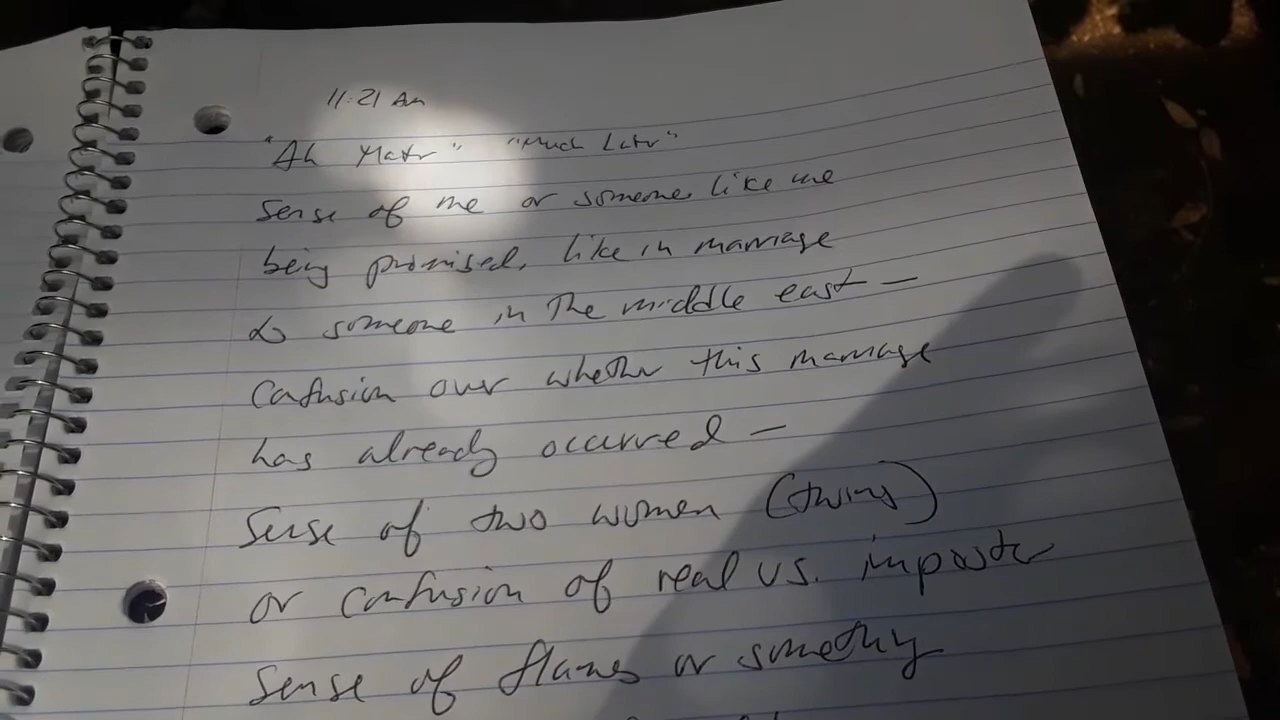 11:21 AM
"Ah Matr" "Much Latr"
Sense of me or someone like me
being promised, like in marriage
to someone in the middle east —
Confusion over whether this marriage
has already occurred —
Sense of two women (twins)
or confusion of real vs. imposter
Sense of flames or something